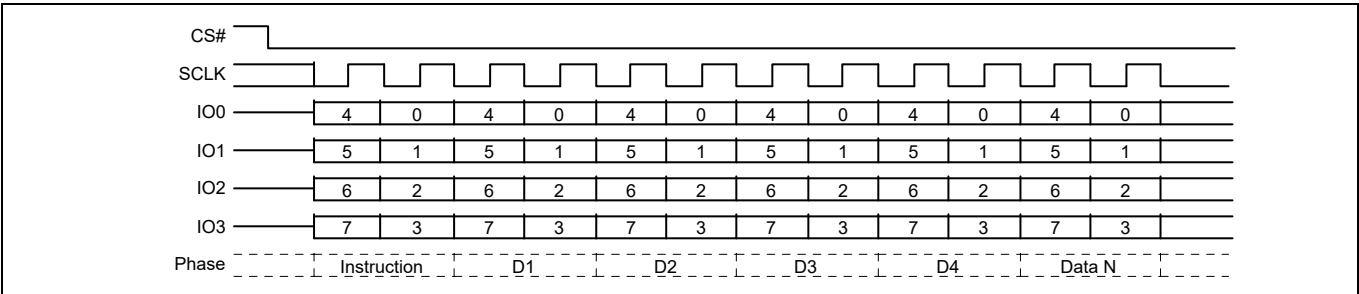 CS#
SCLK
IO0 4 0 4 0 4 0 4 0 4 0 4 0
IO1 5 1 5 1 5 1 5 1 5 1 5 1
IO2 6 2 6 2 6 2 6 2 6 2 6 2
IO3 7 3 7 3 7 3 7 3 7 3 7 3
Phase Instruction D1 D2 D3 D4 Data N